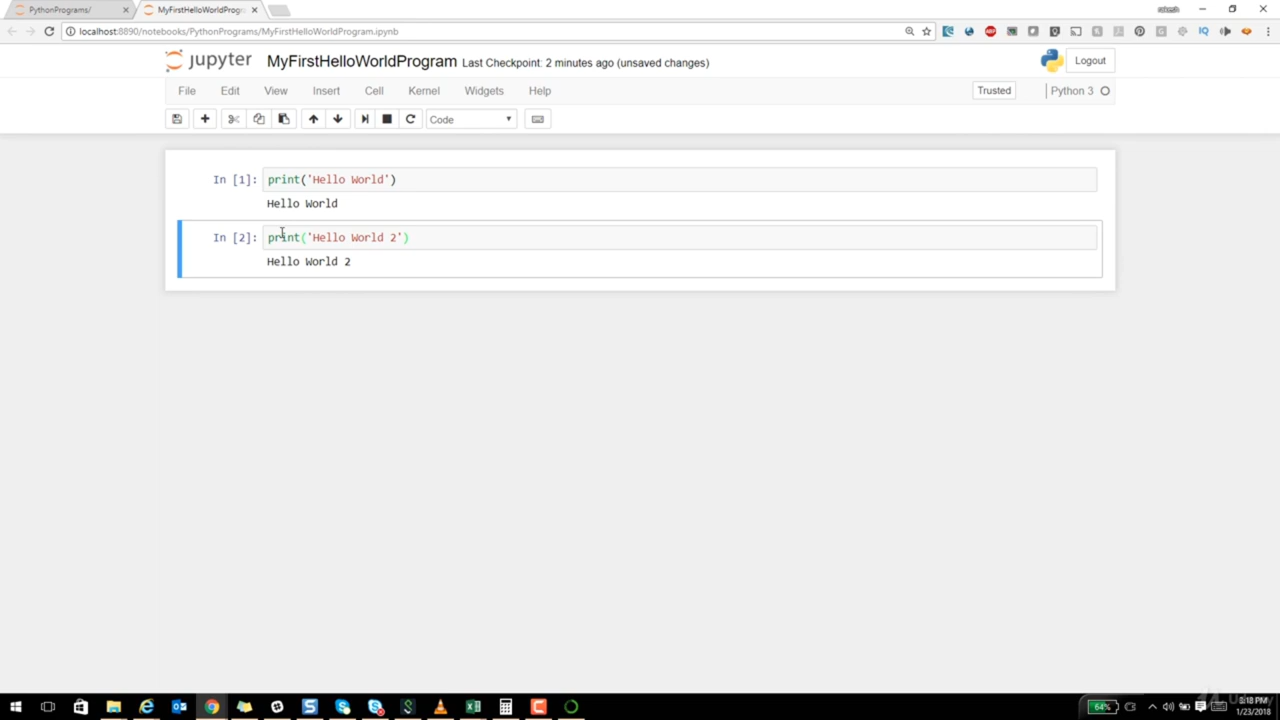 PythonPrograms/
MyFirstHelloWorldProgra
rakesh
localhost:8890/notebooks/PythonPrograms/MyFirstHelloWorldProgram.ipynb
jupyter MyFirstHelloWorldProgram Last Checkpoint: 2 minutes ago (unsaved changes)
Logout
File Edit View Insert Cell Kernel Widgets Help
Trusted
Python 3
Code
In [1]: print('Hello World')
Hello World
In [2]: print('Hello World 2')
Hello World 2
64%
1/23/2018